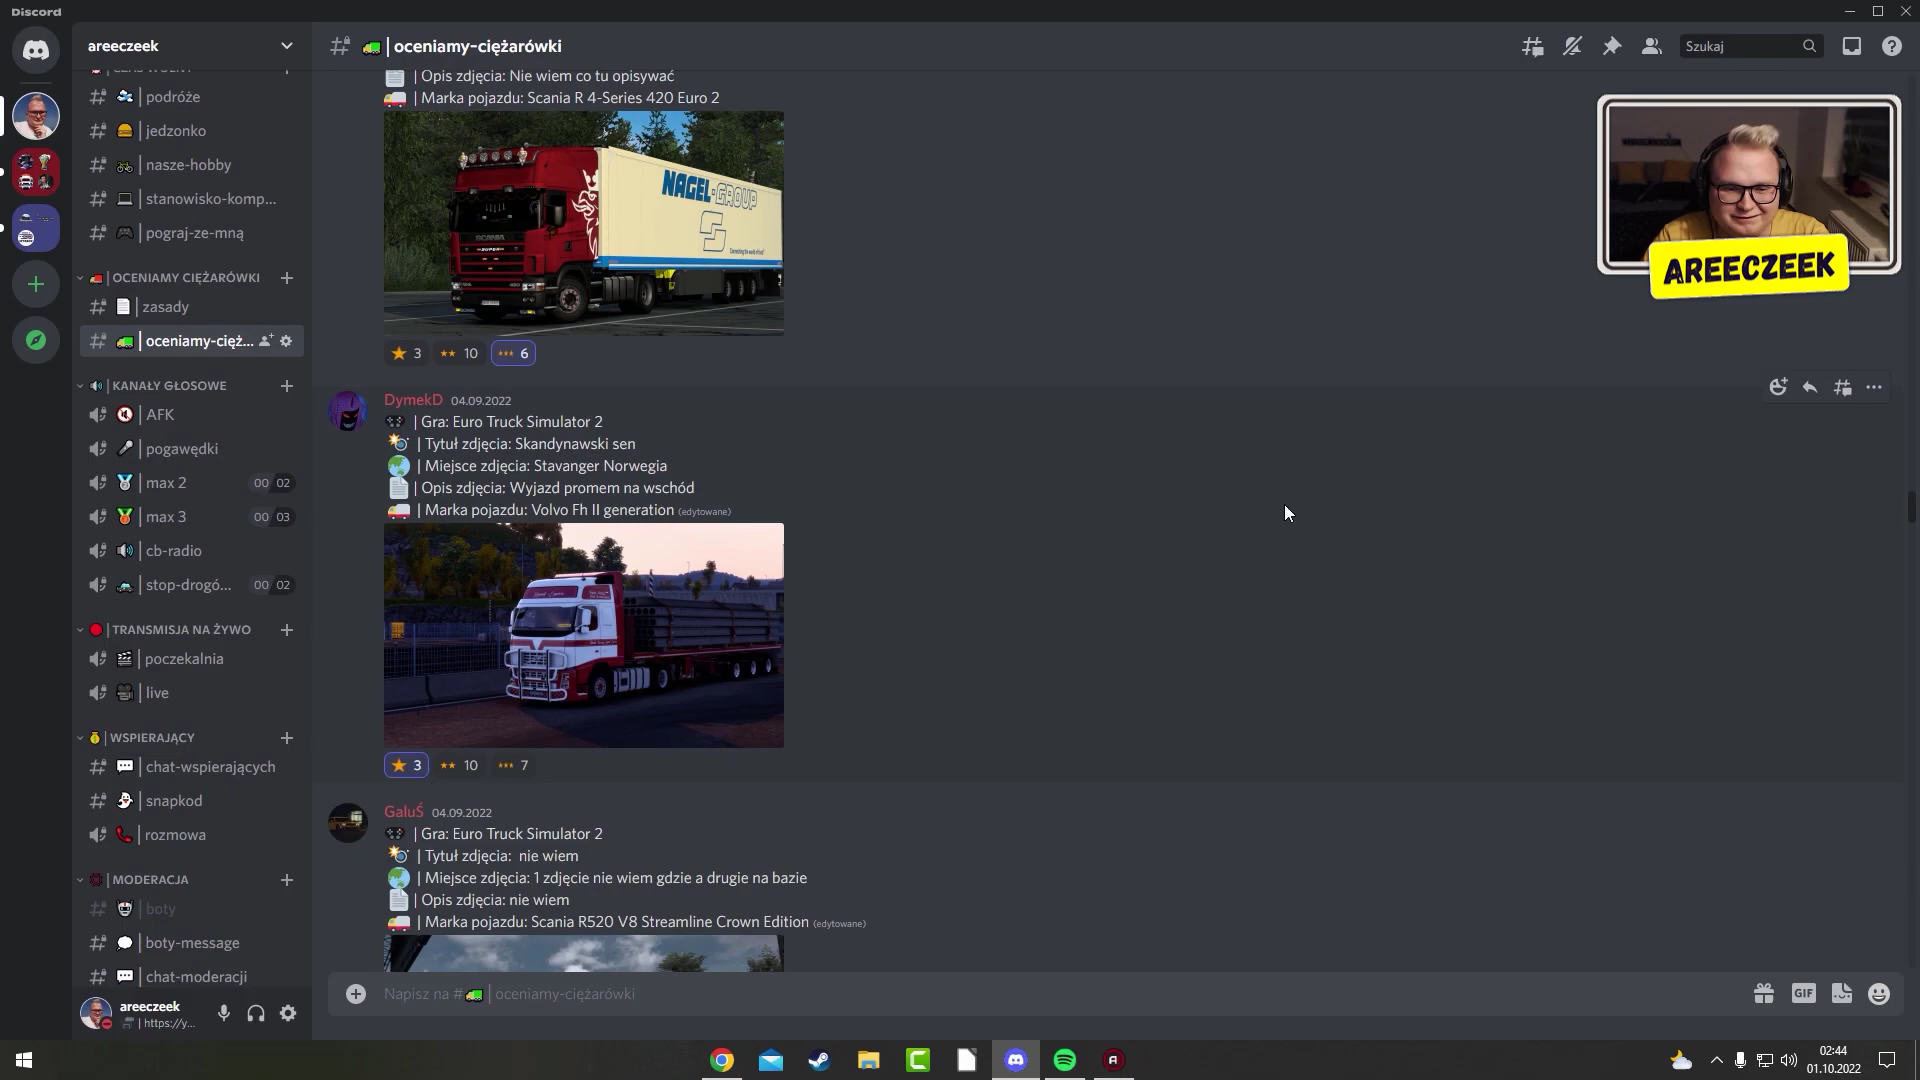 Discord
areeczeek
podróże
jedzonko
nasze-hobby
stanowisko-komp...
pograj-ze-mną
OCENIAMY CIĘŻARÓWKI
zasady
oceniamy-cięż...
KANAŁY GŁOSOWE
AFK
pogawędki
max 2 00 02
max 3 00 03
cb-radio
stop-drogó... 00 02
TRANSMISJA NA ŻYWO
poczekalnia
live
WSPIERAJĄCY
chat-wspierających
snapkod
rozmowa
MODERACJA
boty
boty-message
chat-moderacji
areeczeek
| https://y...
| oceniamy-ciężarówki
Szukaj
| Opis zdjęcia: Nie wiem co tu opisywać
| Marka pojazdu: Scania R 4-Series 420 Euro 2
NAGEL-GROUP
SCANIA
SUPER
3 10 6
AREECZEEK
DymekD 04.09.2022
| Gra: Euro Truck Simulator 2
| Tytuł zdjęcia: Skandynawski sen
| Miejsce zdjęcia: Stavanger Norwegia
| Opis zdjęcia: Wyjazd promem na wschód
| Marka pojazdu: Volvo Fh II generation (edytowane)
3 10 7
GaluŚ 04.09.2022
| Gra: Euro Truck Simulator 2
| Tytuł zdjęcia: nie wiem
| Miejsce zdjęcia: 1 zdjęcie nie wiem gdzie a drugie na bazie
| Opis zdjęcia: nie wiem
| Marka pojazdu: Scania R520 V8 Streamline Crown Edition (edytowane)
Napisz na # | oceniamy-ciężarówki
GIF
02:44
01.10.2022